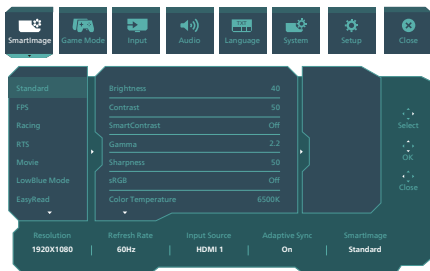 TXT
SmartImage
Game Mode
Input
Audio
Language
System
Setup
Close
Standard
FPS
Racing
RTS
Movie
LowBlue Mode
EasyRead
Brightness 40
Contrast 50
SmartContrast Off
Gamma 2.2
Sharpness 50
sRGB Off
Color Temperature 6500K
Select
OK
Close
Resolution
Refresh Rate
Input Source
Adaptive Sync
SmartImage
1920X1080
60Hz
HDMI 1
On
Standard